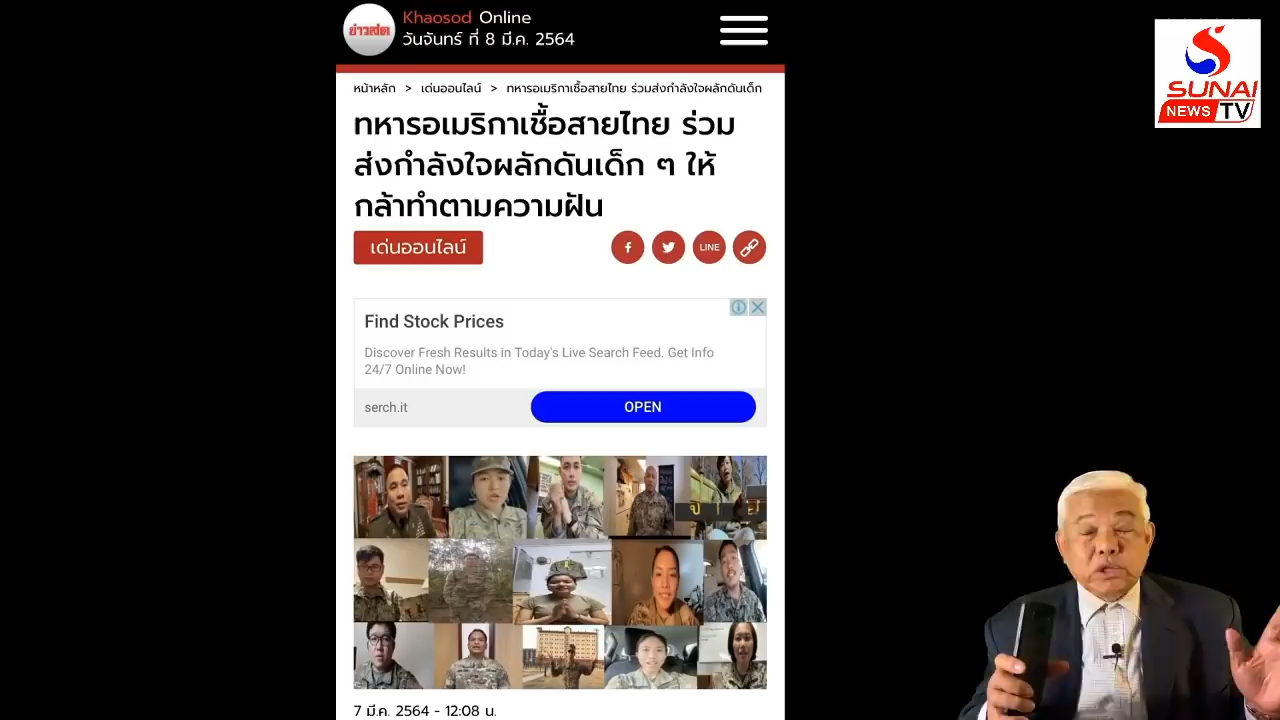 ข่าวสด
Khaosod Online
วันจันทร์ ที่ 8 มี.ค. 2564
SUNAI
NEWS TV
หน้าหลัก > เด่นออนไลน์ > ทหารอเมริกาเชื้อสายไทย ร่วมส่งกำลังใจผลักดันเด็ก
ทหารอเมริกาเชื้อสายไทย ร่วม
ส่งกำลังใจผลักดันเด็ก ๆ ให้
กล้าทำตามความฝัน
เด่นออนไลน์
LINE
Find Stock Prices
Discover Fresh Results in Today's Live Search Feed. Get Info
24/7 Online Now!
serch.it
OPEN
7 มี.ค. 2564 - 12:08 น.